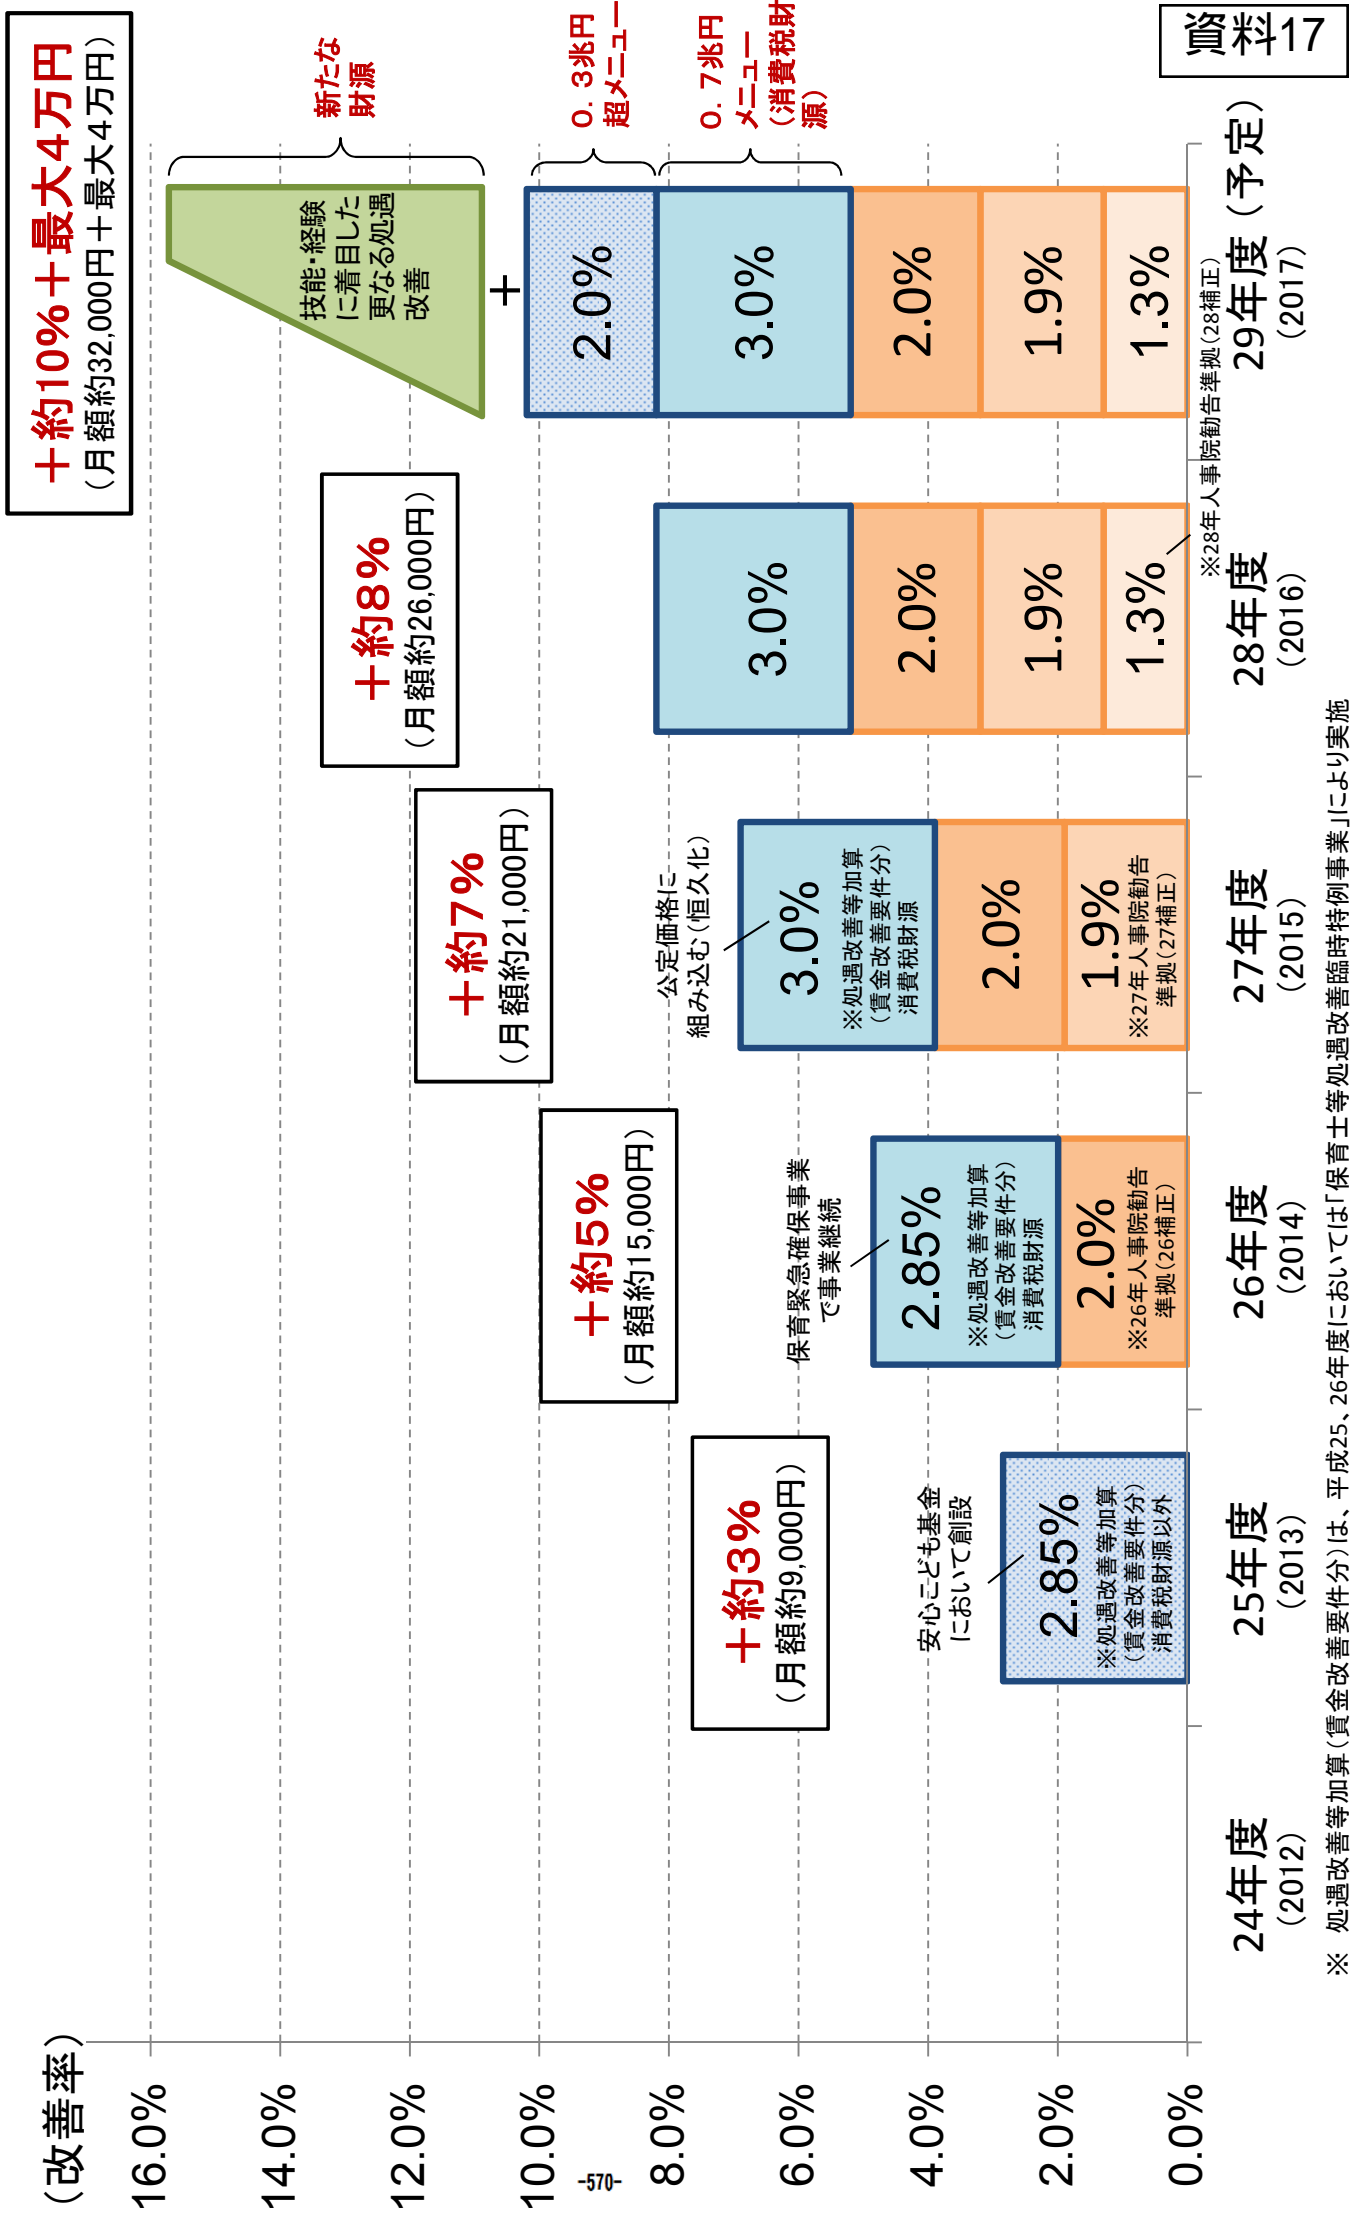 資料17
(改善率)
16.0%
14.0%
12.0%
10.0%
8.0%
6.0%
4.0%
2.0%
0.0%
24年度
(2012)
25年度
(2013)
26年度
(2014)
27年度
(2015)
28年度
(2016)
29年度(予定)
(2017)
+約3%
(月額約9,000円)
安心こども基金
において創設
2.85%
※処遇改善等加算
(賃金改善要件分)
消費税財源以外
+約5%
(月額約15,000円)
保育緊急確保事業
で事業継続
2.85%
※処遇改善等加算
(賃金改善要件分)
消費税財源
2.0%
※26年人事院勧告
準拠(26補正)
+約7%
(月額約21,000円)
公定価格に
組み込む(恒久化)
3.0%
※処遇改善等加算
(賃金改善要件分)
消費税財源
2.0%
1.9%
※27年人事院勧告
準拠(27補正)
+約8%
(月額約26,000円)
3.0%
2.0%
1.9%
1.3%
※28年人事院勧告準拠(28補正)
+約10%+最大4万円
(月額約32,000円+最大4万円)
技能・経験
に着目した
更なる処遇
改善
+
2.0%
3.0%
2.0%
1.9%
1.3%
新たな
財源
0.3兆円
超メニュー
0.7兆円
メニュー
(消費税財
源)
※ 処遇改善等加算(賃金改善要件分)は、平成25、26年度においては「保育士等処遇改善臨時特例事業」により実施
-570-